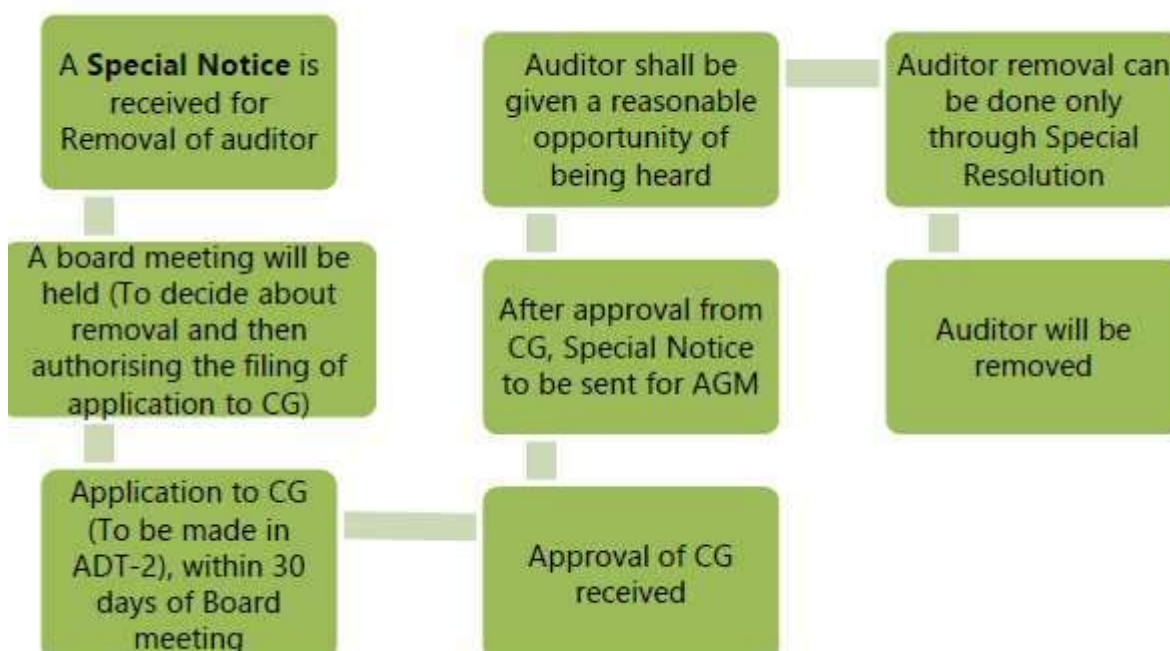 A Special Notice is
received for
Removal of auditor
A board meeting will be
held (To decide about
removal and then
authorising the filing of
application to CG)
Application to CG
(To be made in
ADT-2), within 30
days of Board
meeting
Approval of CG
received
After approval from
CG, Special Notice
to be sent for AGM
Auditor shall be
given a reasonable
opportunity of
being heard
Auditor removal can
be done only
through Special
Resolution
Auditor will be
removed